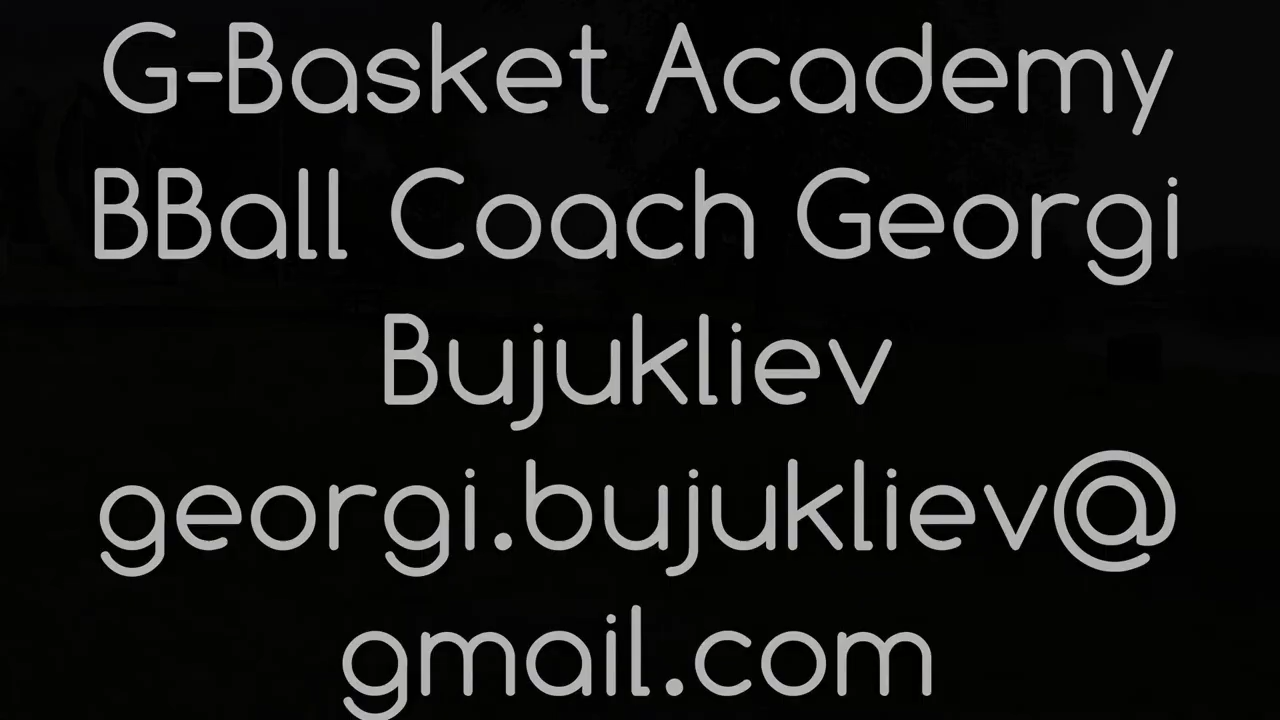 G-Basket Academy
BBall Coach Georgi
Bujukliev
georgi.bujukliev@
gmail.com